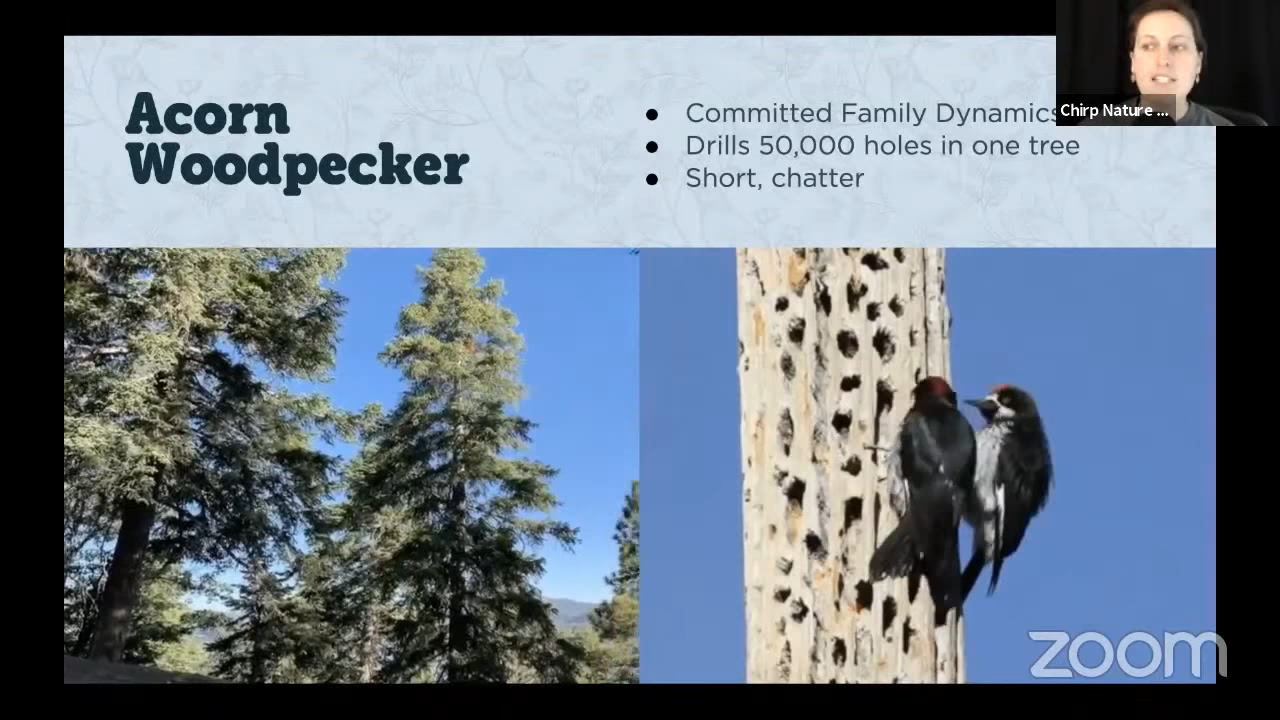 Acorn
Woodpecker
● Committed Family Dynamics
● Drills 50,000 holes in one tree
● Short, chatter
Chirp Nature ...
zoom